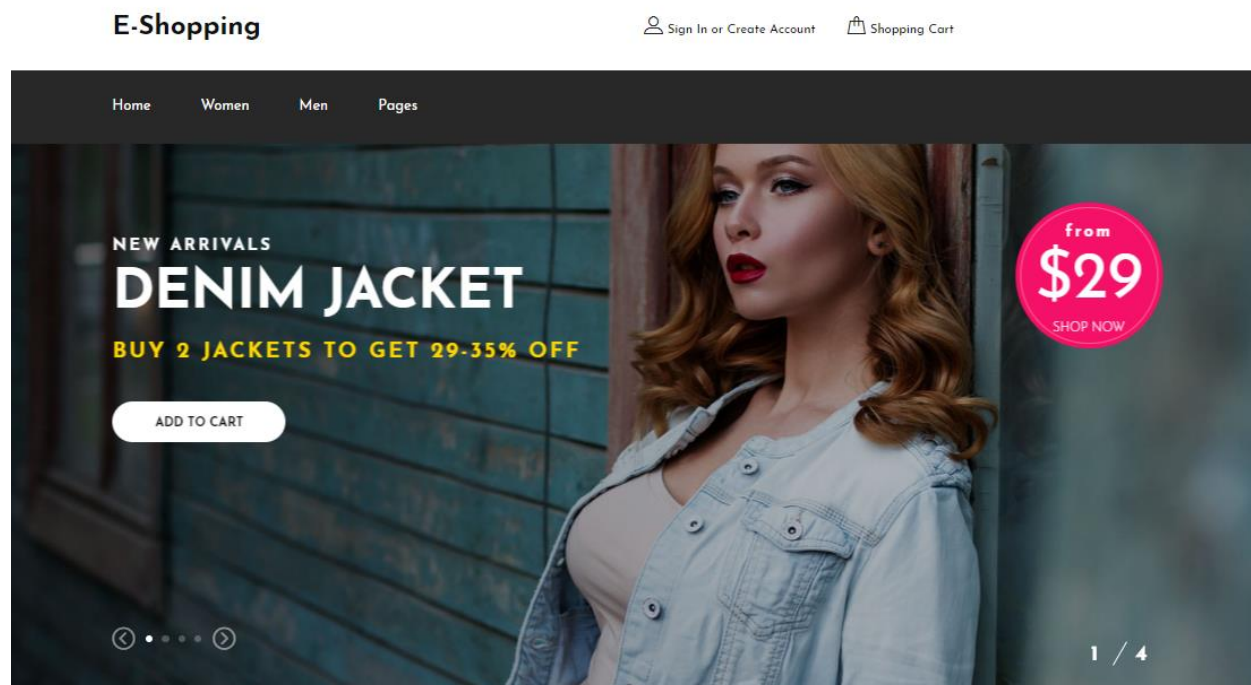 E-Shopping
Sign In or Create Account
Shopping Cart
Home
Women
Men
Pages
NEW ARRIVALS
DENIM JACKET
BUY 2 JACKETS TO GET 29-35% OFF
ADD TO CART
from
$29
SHOP NOW
1 / 4